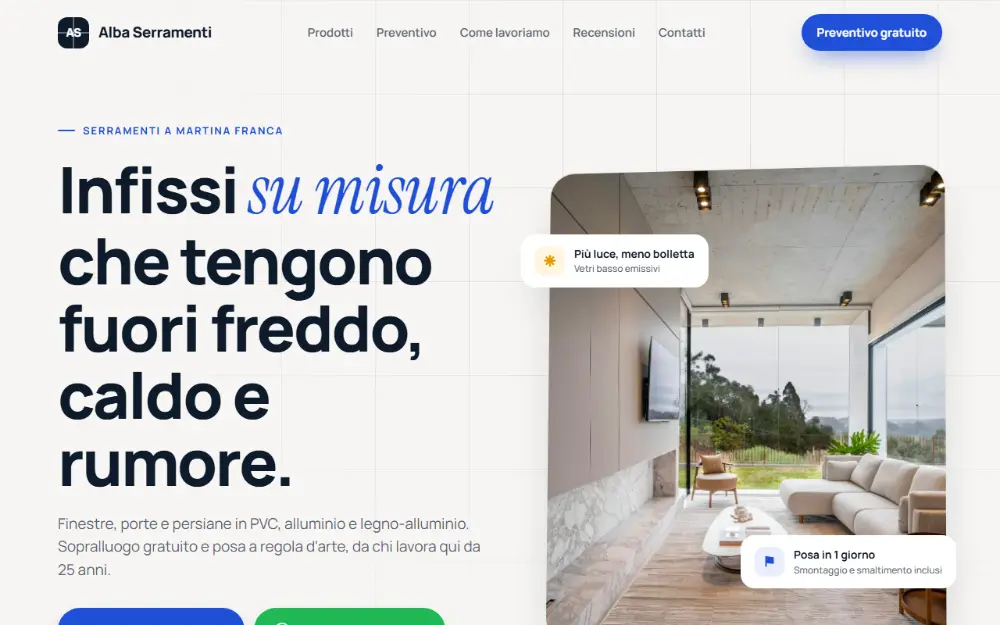 AS Alba Serramenti
Prodotti Preventivo Come lavoriamo Recensioni Contatti
Preventivo gratuito
SERRAMENTI A MARTINA FRANCA
Infissi su misura
che tengono
fuori freddo,
caldo e
rumore.
Finestre, porte e persiane in PVC, alluminio e legno-alluminio.
Sopralluogo gratuito e posa a regola d'arte, da chi lavora qui da
25 anni.
Più luce, meno bolletta
Vetri basso emissivi
Posa in 1 giorno
Smontaggio e smaltimento inclusi